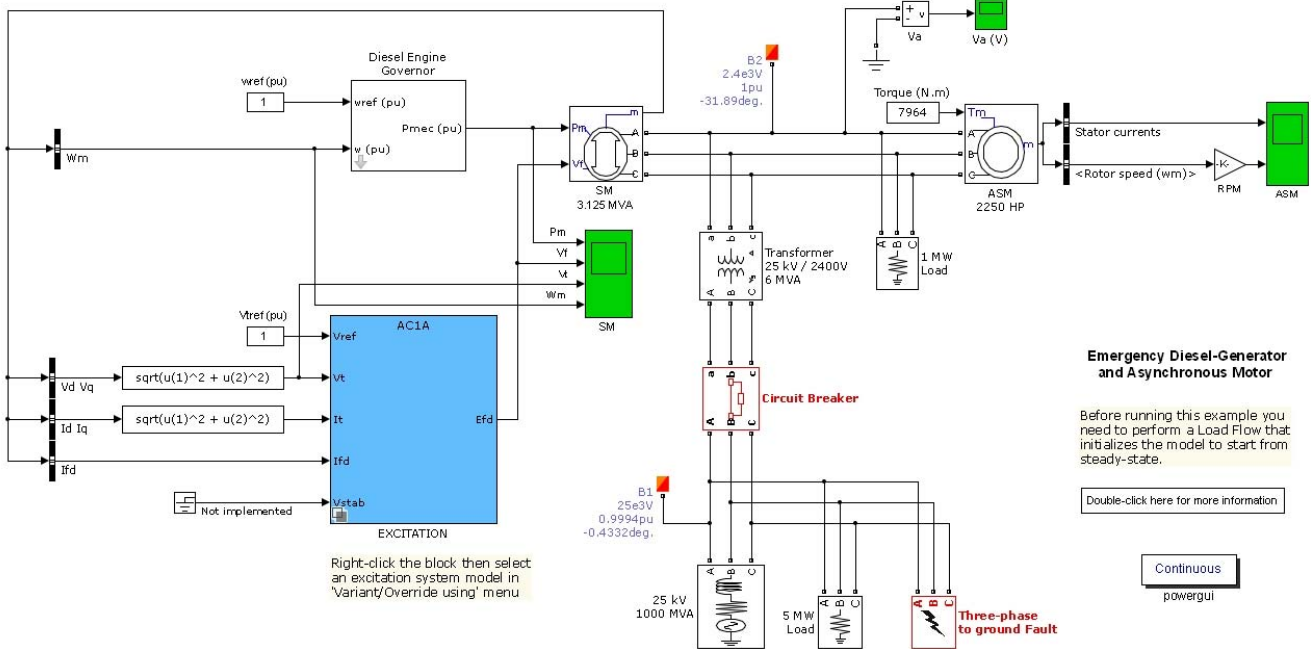 Diesel Engine
Governor
wref (pu)
1
wref (pu)
w (pu)
Pmec (pu)
Wm
Pm
Vf
m
A
B
C
SM
3.125 MVA
B2
2.4e3V
1pu
-31.89deg.
+
-
v
Va
Va (V)
Torque (N.m)
7964
Tm
A
B
C
m
ASM
2250 HP
Stator currents
<Rotor speed (wm)>
-K-
RPM
ASM
Pm
Vf
Vt
Wm
SM
a b c
A B C
Transformer
25 kV / 2400V
6 MVA
A B C
1 MW
Load
Vtref (pu)
1
AC1A
Vref
Vt
It
Ifd
Vstab
Efd
EXCITATION
Vd Vq
sqrt(u(1)^2 + u(2)^2)
Id Iq
sqrt(u(1)^2 + u(2)^2)
Ifd
Not implemented
Right-click the block then select
an excitation system model in
'Variant/Override using' menu
a b c
A B C
Circuit Breaker
B1
25e3V
0.9994pu
-0.4332deg.
A B C
25 kV
1000 MVA
A B C
5 MW
Load
A B C
Three-phase
to ground Fault
Emergency Diesel-Generator
and Asynchronous Motor
Before running this example you
need to perform a Load Flow that
initializes the model to start from
steady-state.
Double-click here for more information
Continuous
powergui